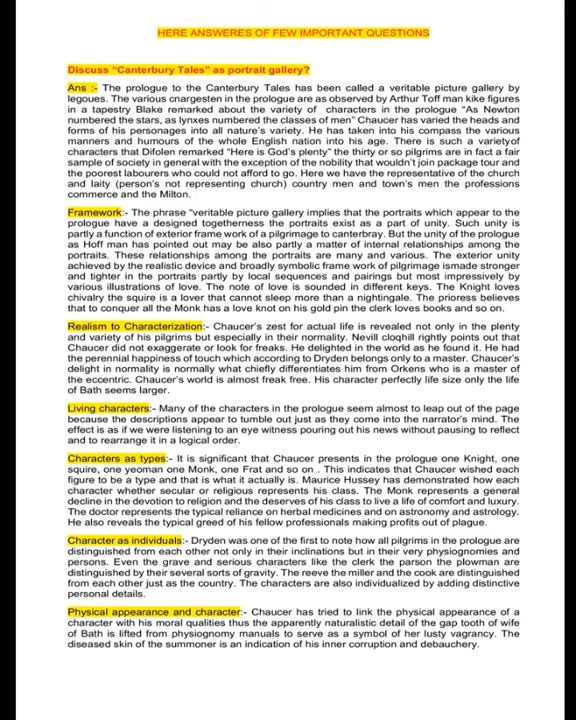 HERE ANSWERES OF FEW IMPORTANT QUESTIONS
Discuss “Canterbury Tales” as portrait gallery?
Ans :- The prologue to the Canterbury Tales has been called a veritable picture gallery by
legoues. The various cnargesten in the prologue are as observed by Arthur Toff man kike figures
in a tapestry Blake remarked about the variety of characters in the prologue “As Newton
numbered the stars, as lynxes numbered the classes of men” Chaucer has varied the heads and
forms of his personages into all nature’s variety. He has taken into his compass the various
manners and humours of the whole English nation into his age. There is such a varietyof
characters that Difolen remarked “Here is God’s plenty” the thirty or so pilgrims are in fact a fair
sample of society in general with the exception of the nobility that wouldn’t join package tour and
the poorest labourers who could not afford to go. Here we have the representative of the church
and laity (person’s not representing church) country men and town’s men the professions
commerce and the Milton.
Framework:- The phrase “veritable picture gallery implies that the portraits which appear to the
prologue have a designed togetherness the portraits exist as a part of unity. Such unity is
partly a function of exterior frame work of a pilgrimage to canterbray. But the unity of the prologue
as Hoff man has pointed out may be also partly a matter of internal relationships among the
portraits. These relationships among the portraits are many and various. The exterior unity
achieved by the realistic device and broadly symbolic frame work of pilgrimage ismade stronger
and tighter in the portraits partly by local sequences and pairings but most impressively by
various illustrations of love. The note of love is sounded in different keys. The Knight loves
chivalry the squire is a lover that cannot sleep more than a nightingale. The prioress believes
that to conquer all the Monk has a love knot on his gold pin the clerk loves books and so on.
Realism to Characterization:- Chaucer’s zest for actual life is revealed not only in the plenty
and variety of his pilgrims but especially in their normality. Nevill cloqhill rightly points out that
Chaucer did not exaggerate or look for freaks. He delighted in the world as he found it. He had
the perennial happiness of touch which according to Dryden belongs only to a master. Chaucer’s
delight in normality is normally what chiefly differentiates him from Orkens who is a master of
the eccentric. Chaucer’s world is almost freak free. His character perfectly life size only the life
of Bath seems larger.
Living characters:- Many of the characters in the prologue seem almost to leap out of the page
because the descriptions appear to tumble out just as they come into the narrator’s mind. The
effect is as if we were listening to an eye witness pouring out his news without pausing to reflect
and to rearrange it in a logical order.
Characters as types:- It is significant that Chaucer presents in the prologue one Knight, one
squire, one yeoman one Monk, one Frat and so on . This indicates that Chaucer wished each
figure to be a type and that is what it actually is. Maurice Hussey has demonstrated how each
character whether secular or religious represents his class. The Monk represents a general
decline in the devotion to religion and the deserves of his class to live a life of comfort and luxury.
The doctor represents the typical reliance on herbal medicines and on astronomy and astrology.
He also reveals the typical greed of his fellow professionals making profits out of plague.
Character as individuals:- Dryden was one of the first to note how all pilgrims in the prologue are
distinguished from each other not only in their inclinations but in their very physiognomies and
persons. Even the grave and serious characters like the clerk the parson the plowman are
distinguished by their several sorts of gravity. The reeve the miller and the cook are distinguished
from each other just as the country. The characters are also individualized by adding distinctive
personal details.
Physical appearance and character:- Chaucer has tried to link the physical appearance of a
character with his moral qualities thus the apparently naturalistic detail of the gap tooth of wife
of Bath is lifted from physiognomy manuals to serve as a symbol of her lusty vagrancy. The
diseased skin of the summoner is an indication of his inner corruption and debauchery.